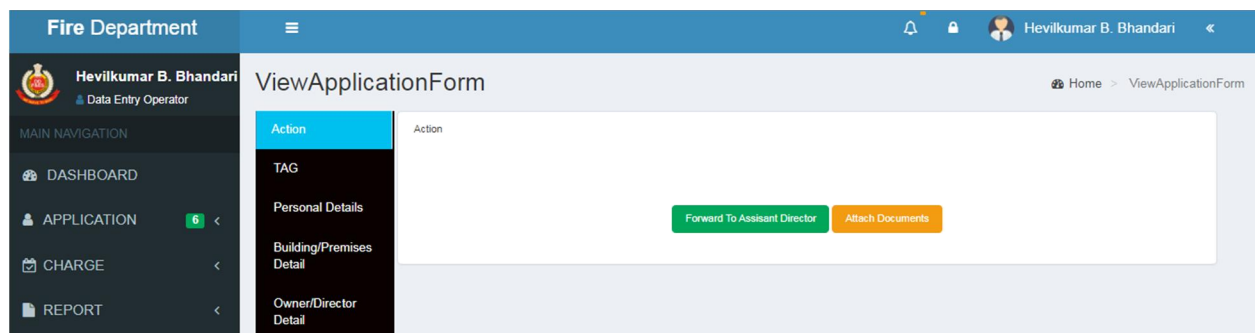 Fire Department
Hevilkumar B. Bhandari
Hevilkumar B. Bhandari
Data Entry Operator
MAIN NAVIGATION
DASHBOARD
APPLICATION 6
CHARGE
REPORT
ViewApplicationForm
Home > ViewApplicationForm
Action
TAG
Personal Details
Building/Premises
Detail
Owner/Director
Detail
Action
Forward To Assisant Director
Attach Documents